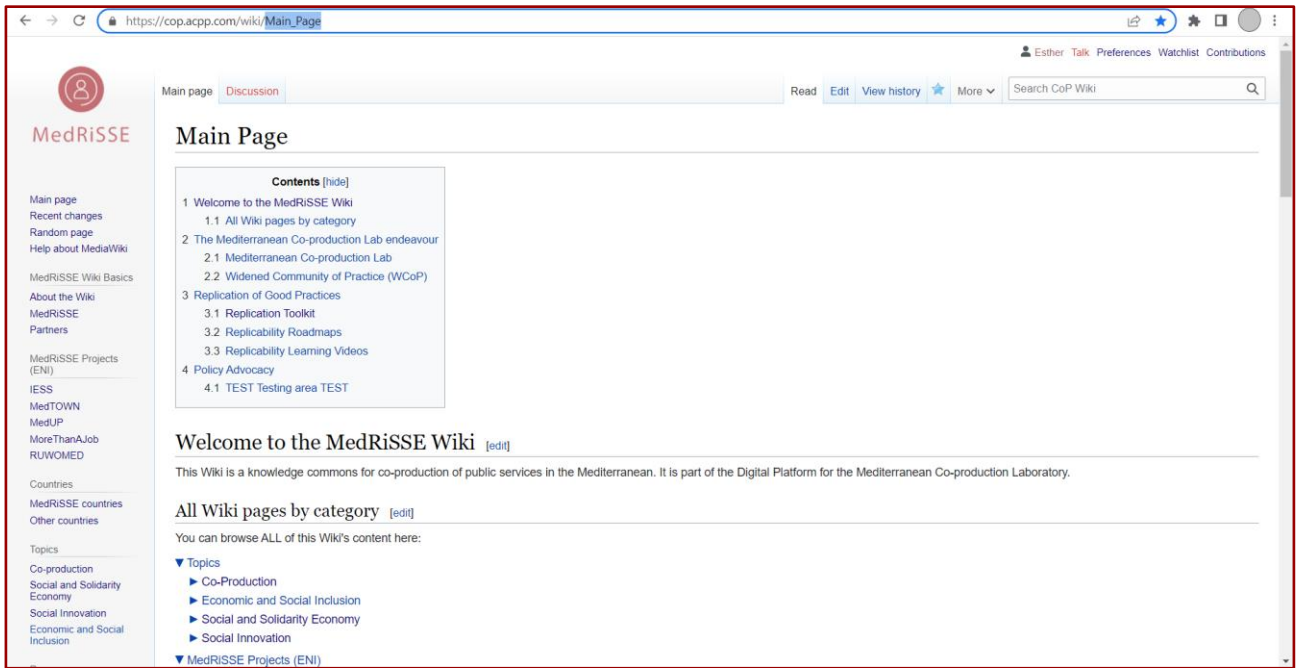 https://cop.acpp.com/wiki/Main_Page
Esther Talk Preferences Watchlist Contributions
MedRiSSE
Main page Discussion
Read Edit View history More
Search CoP Wiki
Main page
Recent changes
Random page
Help about MediaWiki
MedRiSSE Wiki Basics
About the Wiki
MedRiSSE
Partners
MedRiSSE Projects
(ENI)
IESS
MedTOWN
MedUP
MoreThanAJob
RUWOMED
Countries
MedRiSSE countries
Other countries
Topics
Co-production
Social and Solidarity
Economy
Social Innovation
Economic and Social
Inclusion
Main Page
Contents [hide]
1 Welcome to the MedRiSSE Wiki
1.1 All Wiki pages by category
2 The Mediterranean Co-production Lab endeavour
2.1 Mediterranean Co-production Lab
2.2 Widened Community of Practice (WCoP)
3 Replication of Good Practices
3.1 Replication Toolkit
3.2 Replicability Roadmaps
3.3 Replicability Learning Videos
4 Policy Advocacy
4.1 TEST Testing area TEST
Welcome to the MedRiSSE Wiki [edit]
This Wiki is a knowledge commons for co-production of public services in the Mediterranean. It is part of the Digital Platform for the Mediterranean Co-production Laboratory.
All Wiki pages by category [edit]
You can browse ALL of this Wiki's content here:
▼ Topics
► Co-Production
► Economic and Social Inclusion
► Social and Solidarity Economy
► Social Innovation
▼ MedRiSSE Projects (ENI)